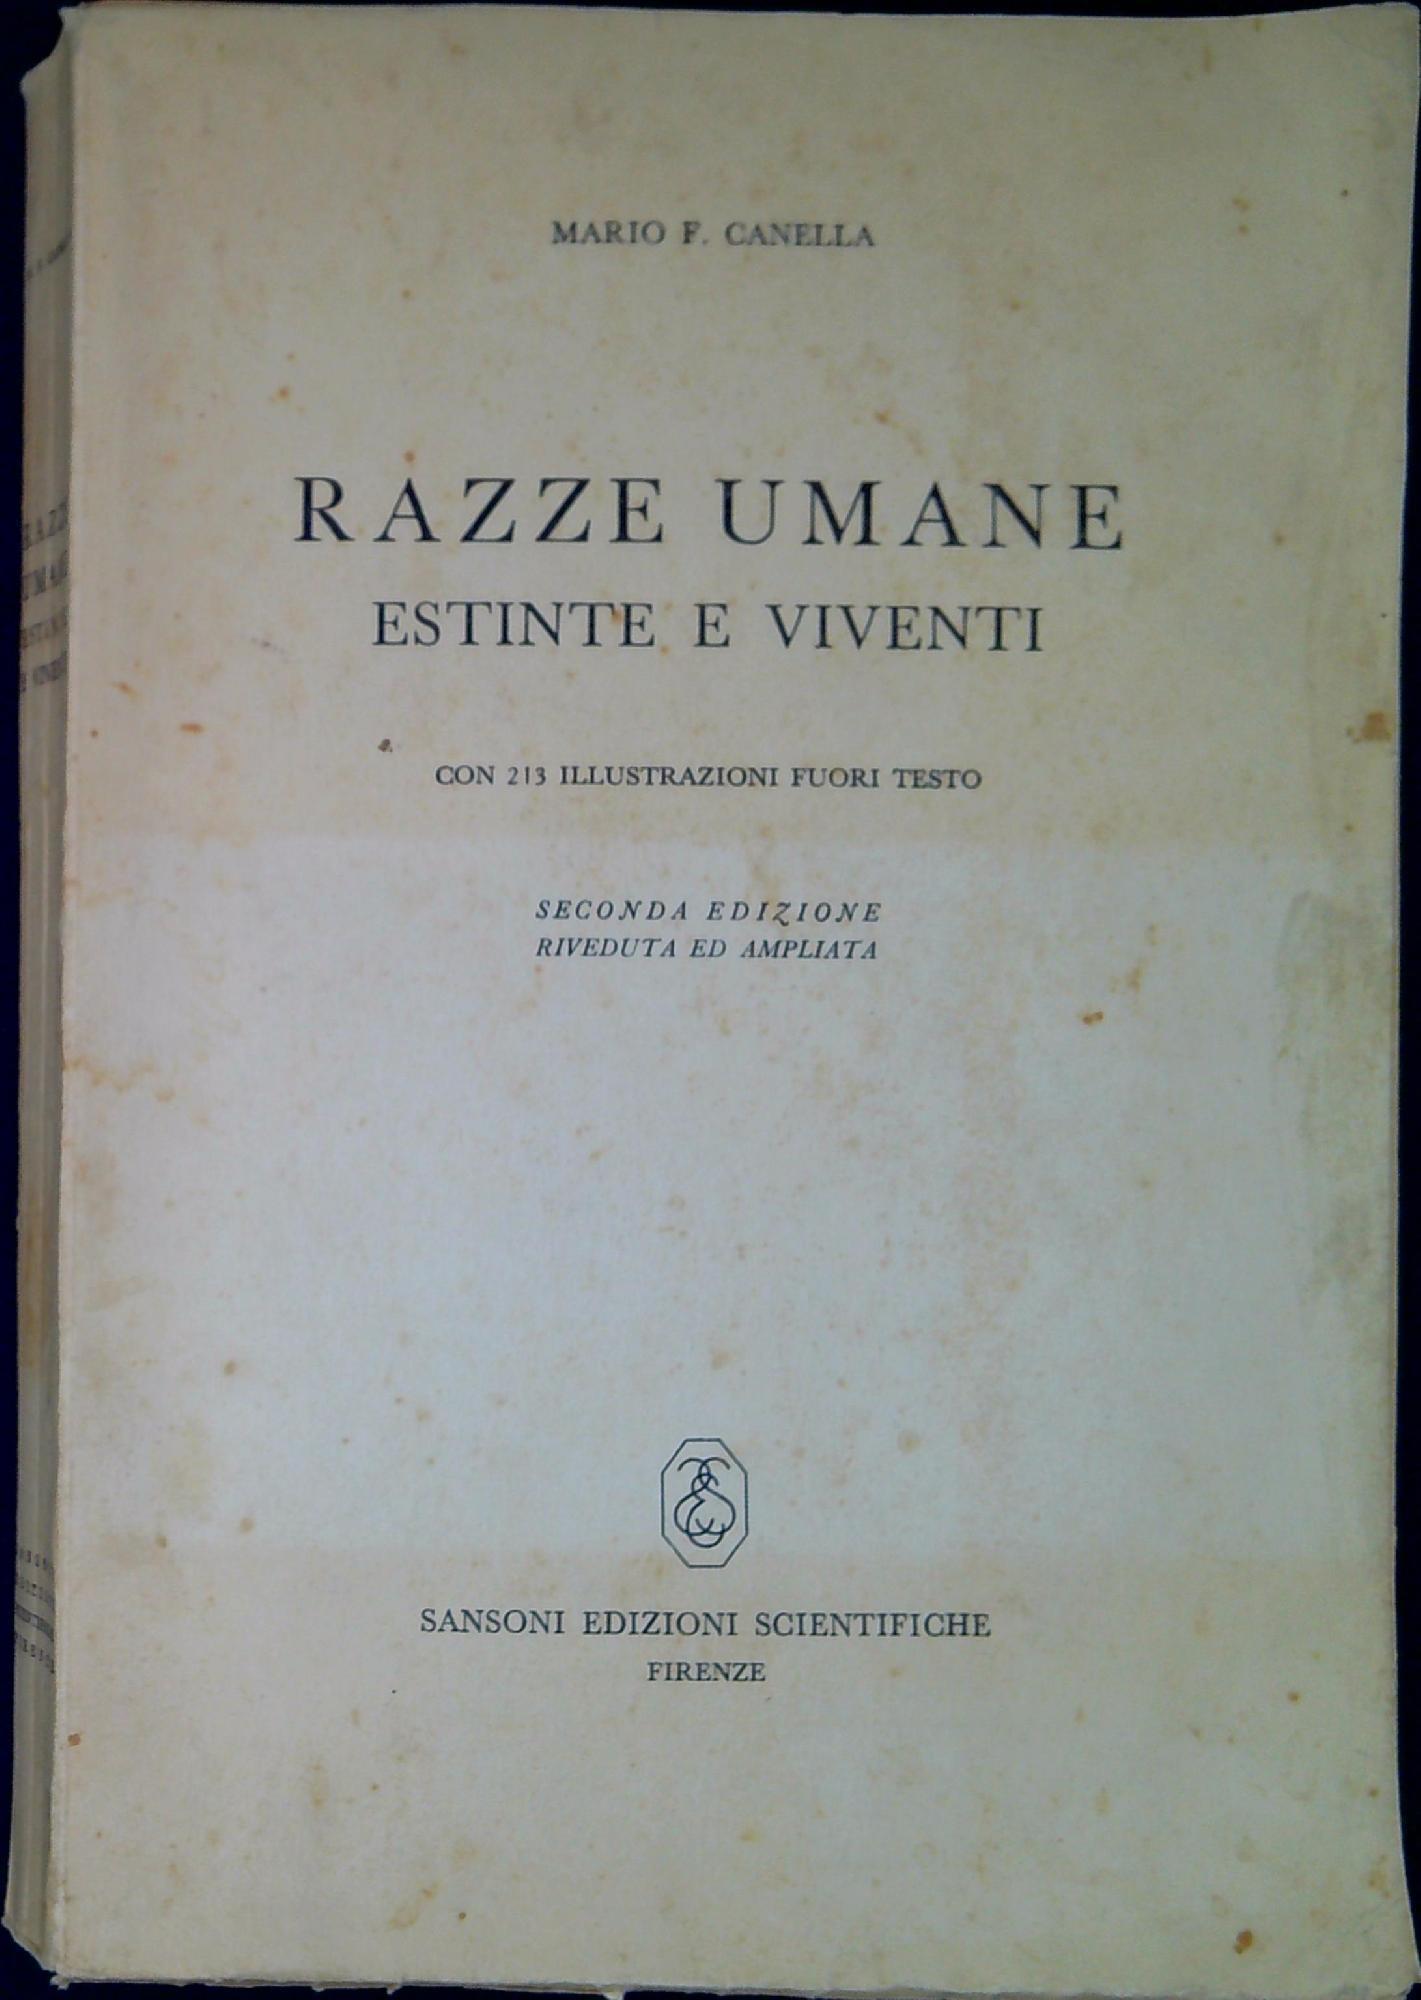 MARIO F. CANELLA
RAZZE UMANE
ESTINTE E VIVENTI
CON 213 ILLUSTRAZIONI FUORI TESTO
SECONDA EDIZIONE
RIVEDUTA ED AMPLIATA
SANSONI EDIZIONI SCIENTIFICHE
FIRENZE